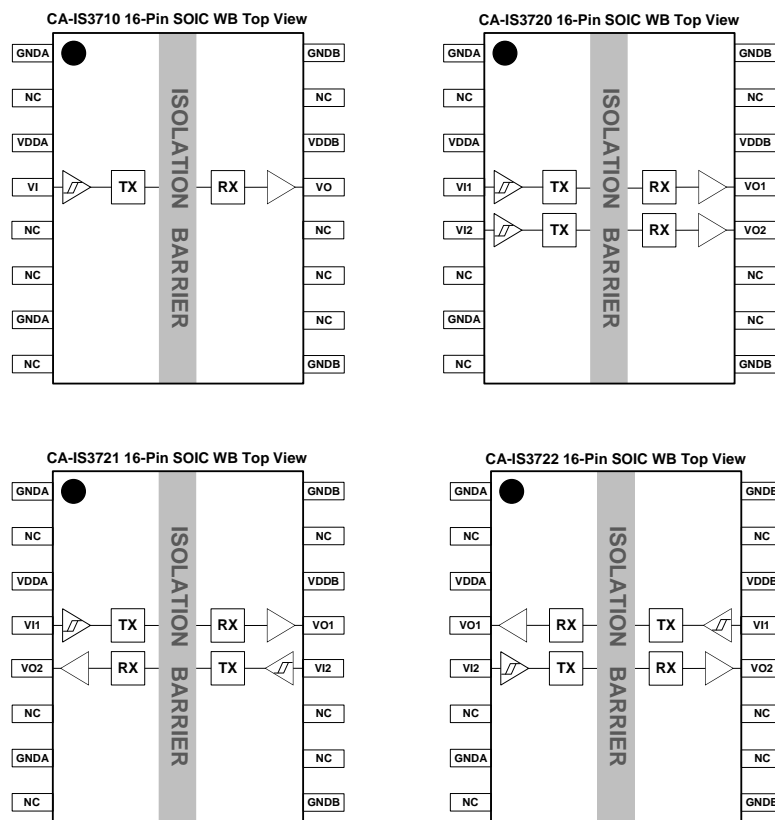 CA-IS3710 16-Pin SOIC WB Top View
GNDA GNDB
NC NC
VDDA VDDB
VI TX RX VO
NC NC
NC NC
GNDA NC
NC GNDB
ISOLATION BARRIER
CA-IS3720 16-Pin SOIC WB Top View
GNDA GNDB
NC NC
VDDA VDDB
VI1 TX RX VO1
VI2 TX RX VO2
NC NC
GNDA NC
NC GNDB
ISOLATION BARRIER
CA-IS3721 16-Pin SOIC WB Top View
GNDA GNDB
NC NC
VDDA VDDB
VI1 TX RX VO1
VO2 RX TX VI2
NC NC
GNDA NC
NC GNDB
ISOLATION BARRIER
CA-IS3722 16-Pin SOIC WB Top View
GNDA GNDB
NC NC
VDDA VDDB
VO1 RX TX VI1
VI2 TX RX VO2
NC NC
GNDA NC
NC GNDB
ISOLATION BARRIER